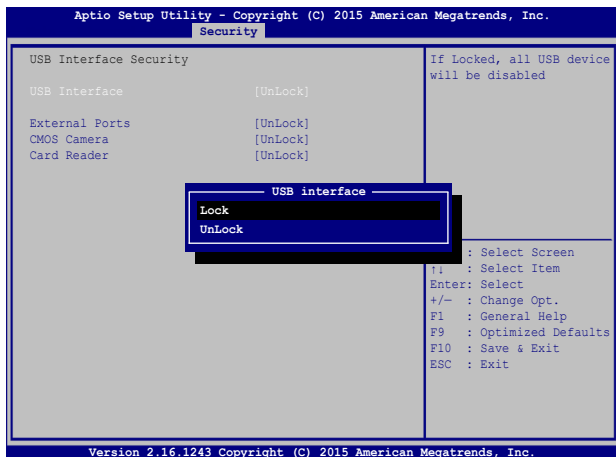 Aptio Setup Utility - Copyright (C) 2015 American Megatrends, Inc.
Security
USB Interface Security
USB Interface [UnLock]
External Ports [UnLock]
CMOS Camera [UnLock]
Card Reader [UnLock]
If Locked, all USB device
will be disabled
USB interface
Lock
UnLock
: Select Screen
↑↓ : Select Item
Enter: Select
+/— : Change Opt.
F1 : General Help
F9 : Optimized Defaults
F10 : Save & Exit
ESC : Exit
Version 2.16.1243 Copyright (C) 2015 American Megatrends, Inc.